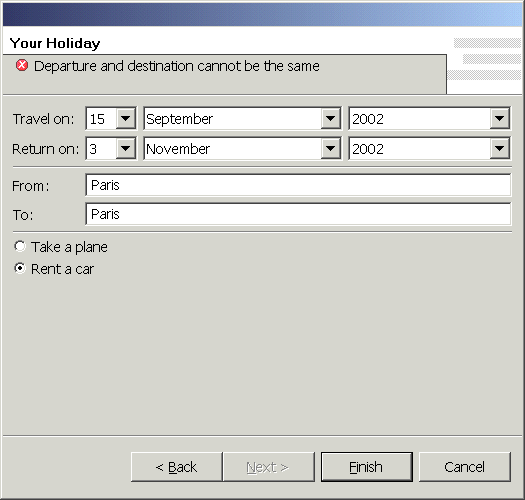 Your Holiday
Departure and destination cannot be the same
Travel on: 15 September 2002
Return on: 3 November 2002
From: Paris
To: Paris
Take a plane
Rent a car
< Back Next > Finish Cancel